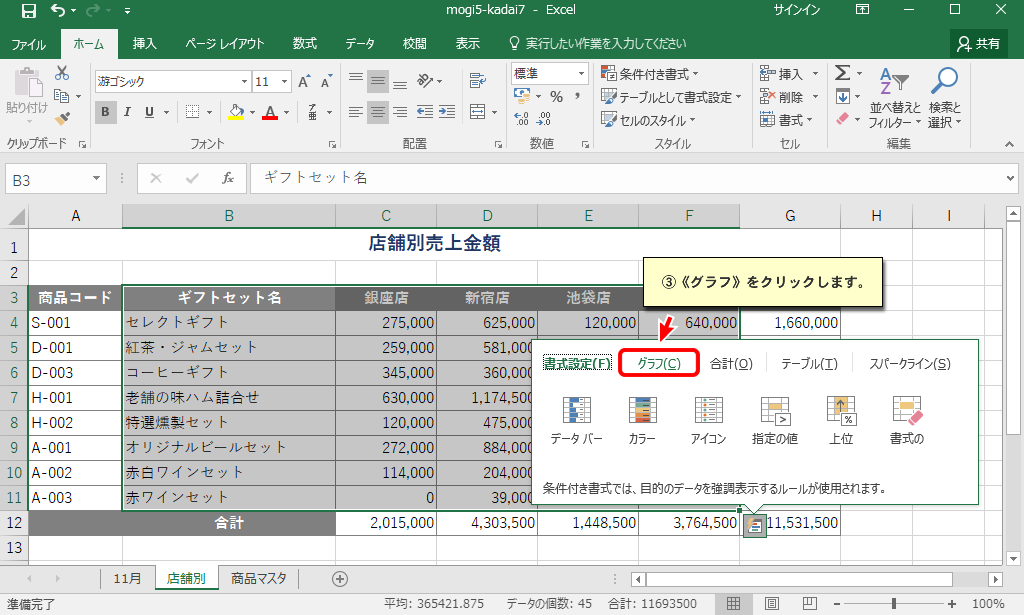 mogi5-kadai7 - Excel
サインイン
ファイル ホーム 挿入 ページ レイアウト 数式 データ 校閲 表示 実行したい作業を入力してください 共有
貼り付け
游ゴシック 11
B I U
標準
% ,
条件付き書式
テーブルとして書式設定
セルのスタイル
挿入
削除
書式
並べ替えと
フィルター
検索と
選択
クリップボード フォント 配置 数値 スタイル セル 編集
B3 fx ギフトセット名
A B C D E F G H I
1 店舗別売上金額
2
3 商品コード ギフトセット名 銀座店 新宿店 池袋店
③《グラフ》をクリックします。
4 S-001 セレクトギフト 275,000 625,000 120,000 640,000 1,660,000
5 D-001 紅茶・ジャムセット 259,000 581,00
6 D-003 コーヒーギフト 345,000 360,00
7 H-001 老舗の味ハム詰合せ 630,000 1,174,50
8 H-002 特選燻製セット 120,000 475,00
9 A-001 オリジナルビールセット 272,000 884,00
10 A-002 赤白ワインセット 114,000 204,00
11 A-003 赤ワインセット 0 39,00
12 合計 2,015,000 4,303,500 1,448,500 3,764,500 11,531,500
13
書式設定(F) グラフ(C) 合計(O) テーブル(T) スパークライン(S)
データ バー カラー アイコン 指定の値 上位 書式の
条件付き書式では、目的のデータを強調表示するルールが使用されます。
11月 店舗別 商品マスタ
準備完了 平均: 365421.875 データの個数: 45 合計: 11693500 100%